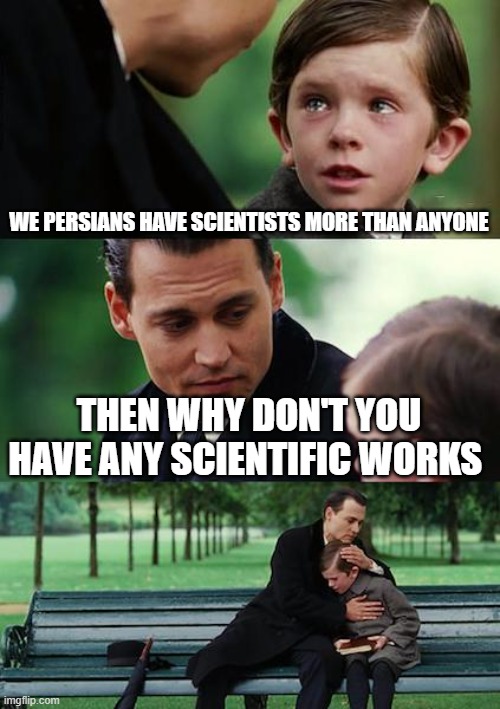 WE PERSIANS HAVE SCIENTISTS MORE THAN ANYONE
THEN WHY DON'T YOU
HAVE ANY SCIENTIFIC WORKS
imgflip.com